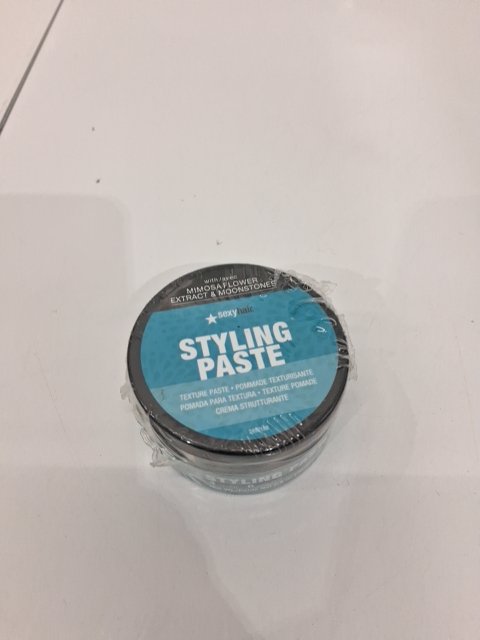 with / avec
MIMOSA FLOWER
EXTRACT & MOONSTONES
sexyhair
STYLING
PASTE
TEXTURE PASTE • POMMADE TEXTURISANTE
POMADA PARA TEXTURA • TEXTURE POMADE
CREMA STRUTTURANTE
STYLING